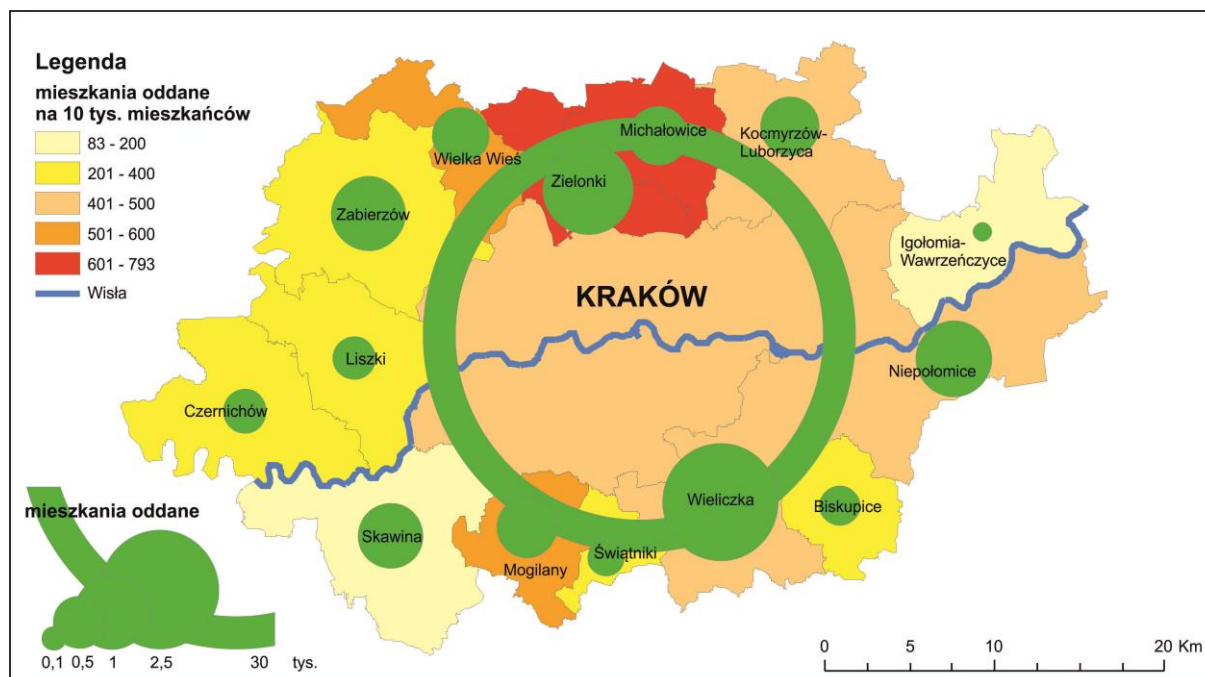 Legenda
mieszkania oddane
na 10 tys. mieszkańców
83 - 200
201 - 400
401 - 500
501 - 600
601 - 793
Wisła
Michałowice
Kocmyrzów-
Luborzyca
Wielka Wieś
Zielonki
Zabierzów
Igołomia-
Wawrzeńczyce
KRAKÓW
Liszki
Niepołomice
Czernichów
Wieliczka
Biskupice
Skawina
Świątniki
Mogilany
mieszkania oddane
0,1 0,5 1 2,5 30 tys.
0 5 10 20 Km